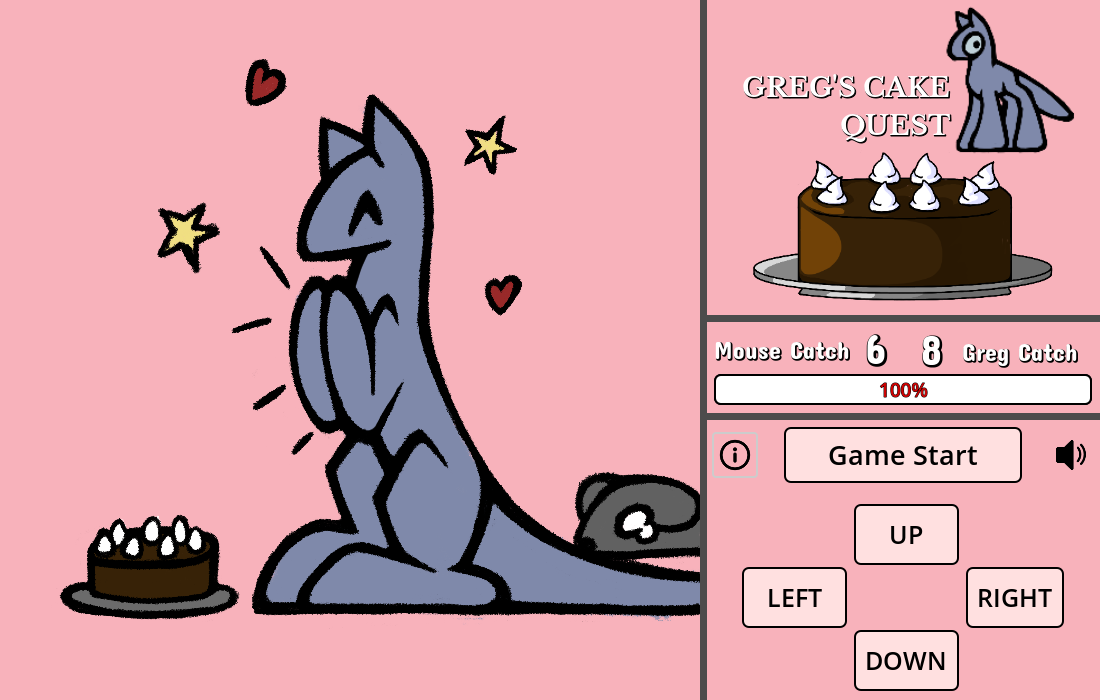 GREG'S CAKE
QUEST
Mouse Catch 6 8 Greg Catch
100%
Game Start
UP
LEFT RIGHT
DOWN